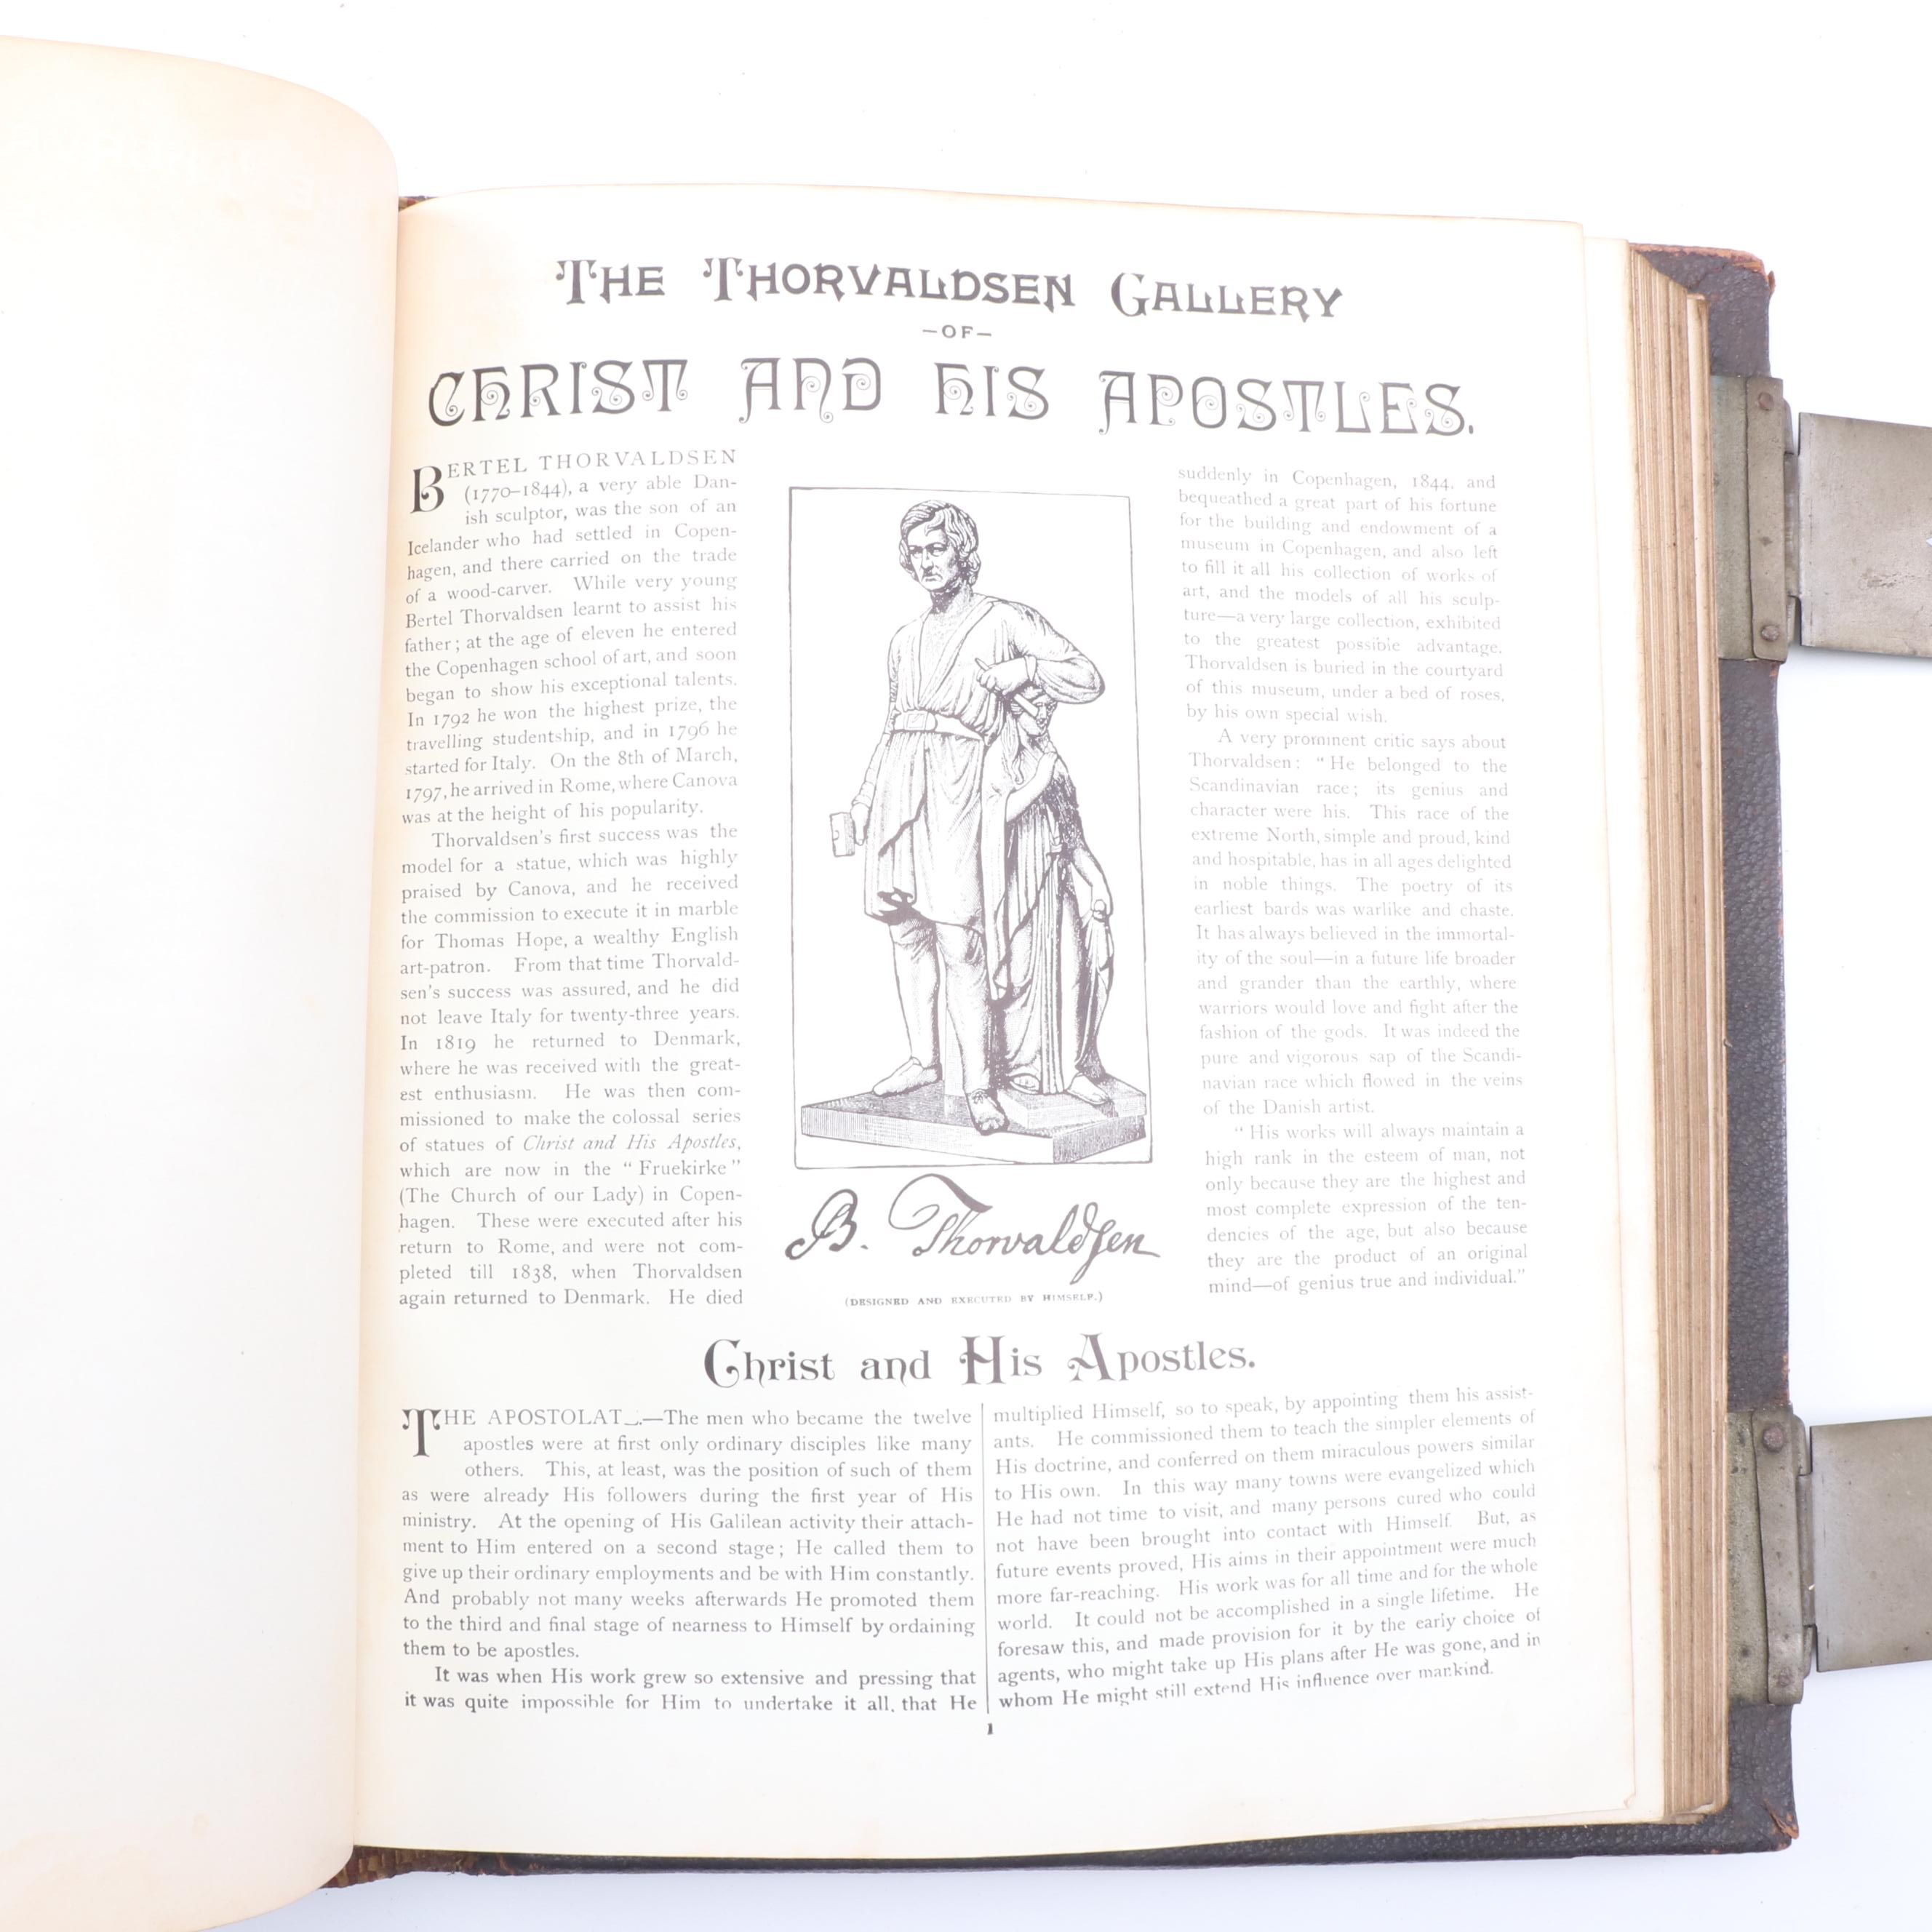 THE THORVALDSEN GALLERY
—OF—
CHRIST AND HIS APOSTLES.
BERTEL THORVALDSEN
(1770–1844), a very able Dan-
ish sculptor, was the son of an
Icelander who had settled in Copen-
hagen, and there carried on the trade
of a wood-carver. While very young
Bertel Thorvaldsen learnt to assist his
father; at the age of eleven he entered
the Copenhagen school of art, and soon
began to show his exceptional talents.
In 1792 he won the highest prize, the
travelling studentship, and in 1796 he
started for Italy. On the 8th of March,
1797, he arrived in Rome, where Canova
was at the height of his popularity.
Thorvaldsen's first success was the
model for a statue, which was highly
praised by Canova, and he received
the commission to execute it in marble
for Thomas Hope, a wealthy English
art-patron. From that time Thorvald-
sen's success was assured, and he did
not leave Italy for twenty-three years.
In 1819 he returned to Denmark,
where he was received with the great-
est enthusiasm. He was then com-
missioned to make the colossal series
of statues of Christ and His Apostles,
which are now in the "Fruekirke"
(The Church of our Lady) in Copen-
hagen. These were executed after his
return to Rome, and were not com-
pleted till 1838, when Thorvaldsen
again returned to Denmark. He died
B. Thorvaldsen
(DESIGNED AND EXECUTED BY HIMSELF.)
suddenly in Copenhagen, 1844, and
bequeathed a great part of his fortune
for the building and endowment of a
museum in Copenhagen, and also left
to fill it all his collection of works of
art, and the models of all his sculp-
ture—a very large collection, exhibited
to the greatest possible advantage.
Thorvaldsen is buried in the courtyard
of this museum, under a bed of roses,
by his own special wish.
A very prominent critic says about
Thorvaldsen: "He belonged to the
Scandinavian race; its genius and
character were his. This race of the
extreme North, simple and proud, kind
and hospitable, has in all ages delighted
in noble things. The poetry of its
earliest bards was warlike and chaste.
It has always believed in the immortal-
ity of the soul—in a future life broader
and grander than the earthly, where
warriors would love and fight after the
fashion of the gods. It was indeed the
pure and vigorous sap of the Scandi-
navian race which flowed in the veins
of the Danish artist.
"His works will always maintain a
high rank in the esteem of man, not
only because they are the highest and
most complete expression of the ten-
dencies of the age, but also because
they are the product of an original
mind—of genius true and individual."
Christ and His Apostles.
THE APOSTOLAT.—The men who became the twelve
apostles were at first only ordinary disciples like many
others. This, at least, was the position of such of them
as were already His followers during the first year of His
ministry. At the opening of His Galilean activity their attach-
ment to Him entered on a second stage; He called them to
give up their ordinary employments and be with Him constantly.
And probably not many weeks afterwards He promoted them
to the third and final stage of nearness to Himself by ordaining
them to be apostles.
It was when His work grew so extensive and pressing that
it was quite impossible for Him to undertake it all, that He
multiplied Himself, so to speak, by appointing them his assist-
ants. He commissioned them to teach the simpler elements of
His doctrine, and conferred on them miraculous powers similar
to His own. In this way many towns were evangelized which
He had not time to visit, and many persons cured who could
not have been brought into contact with Himself. But, as
future events proved, His aims in their appointment were much
more far-reaching. His work was for all time and for the whole
world. It could not be accomplished in a single lifetime. He
foresaw this, and made provision for it by the early choice of
agents, who might take up His plans after He was gone, and in
whom He might still extend His influence over mankind.
1